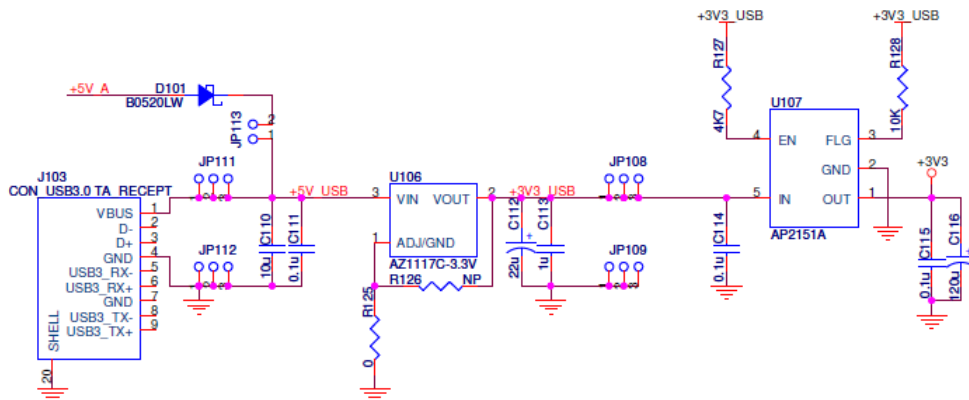 +3V3_USB
+3V3_USB
R127
4K7
R128
10K
+5V_A
D101
B0520LW
2
1
JP113
U107
4
EN
FLG
3
GND
2
5
IN
OUT
1
AP2151A
+3V3
J103
CON_USB3.0 TA_RECEPT
JP111
+5V_USB
U106
3
VIN
VOUT
2
+3V3_USB
JP108
1
ADJ/GND
AZ1117C-3.3V
VBUS
1
D-
2
D+
3
GND
4
USB3_RX-
5
USB3_RX+
6
GND
7
USB3_TX-
8
USB3_TX+
9
SHELL
20
JP112
C110
10u
C111
0.1u
R126
NP
R125
0
C112
22u
+
C113
1u
JP109
C114
0.1u
C115
0.1u
C116
120u
+